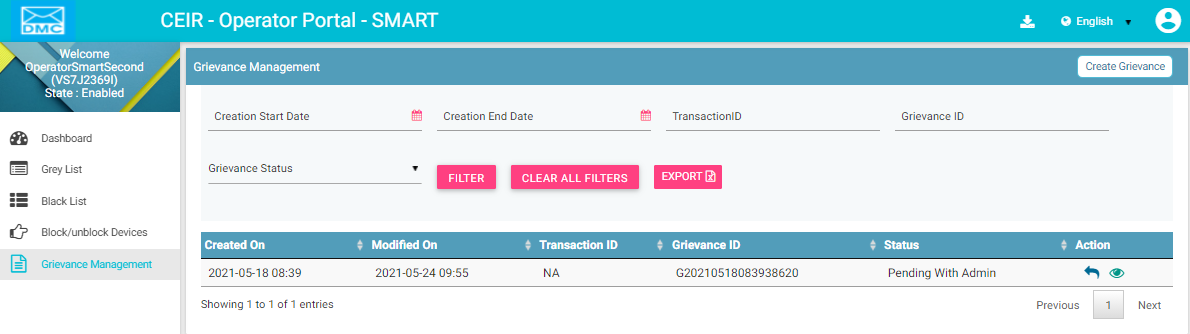 DMC
CEIR - Operator Portal - SMART
English
Welcome
OperatorSmartSecond
(VS7J2369I)
State : Enabled
Dashboard
Grey List
Black List
Block/unblock Devices
Grievance Management
Grievance Management
Create Grievance
Creation Start Date
Creation End Date
TransactionID
Grievance ID
Grievance Status
FILTER
CLEAR ALL FILTERS
EXPORT
Created On Modified On Transaction ID Grievance ID Status Action
2021-05-18 08:39 2021-05-24 09:55 NA G20210518083938620 Pending With Admin
Showing 1 to 1 of 1 entries
Previous 1 Next